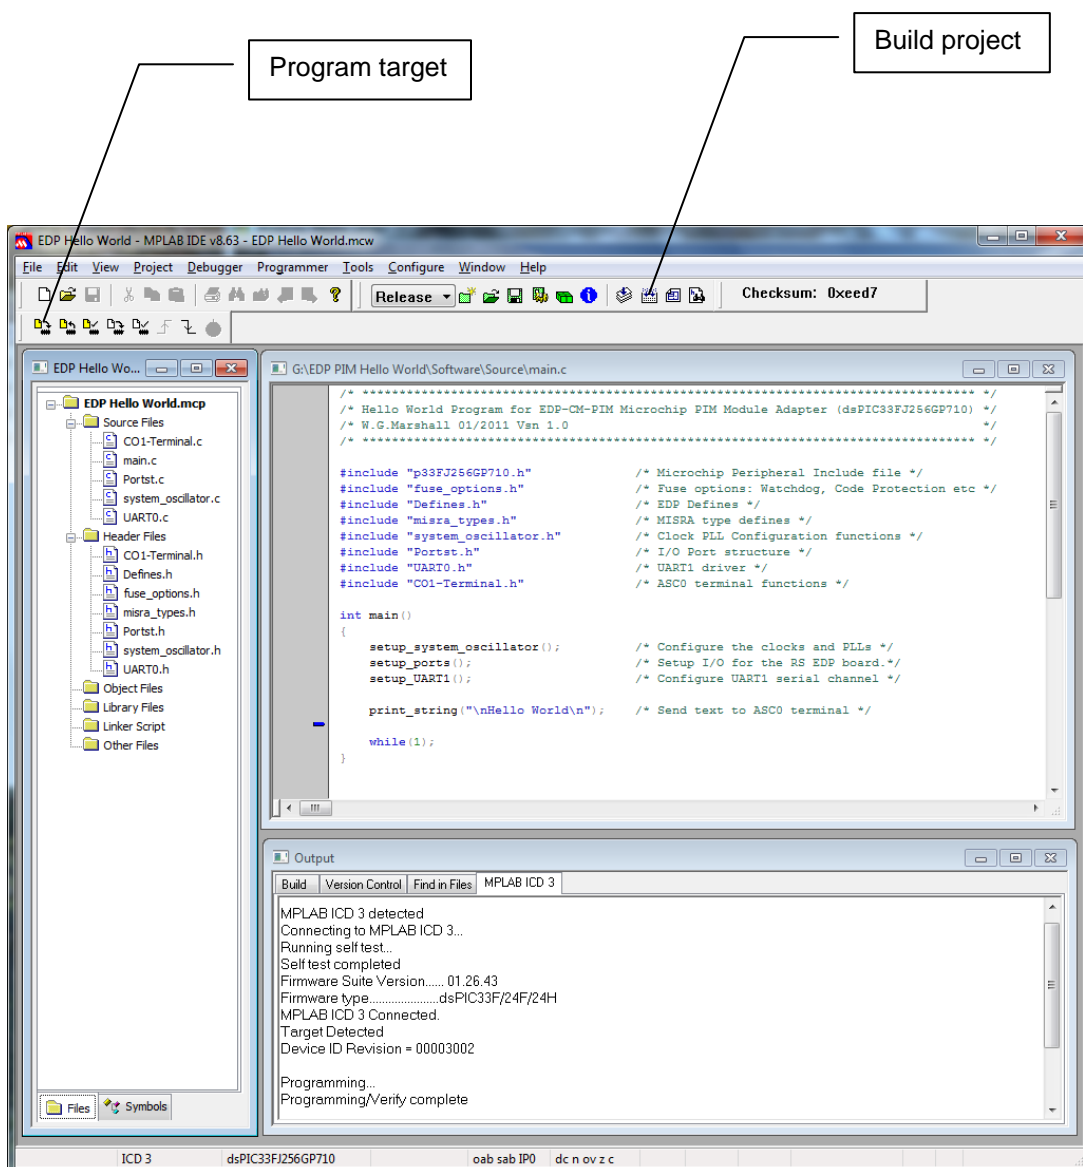 Build project
Program target
EDP Hello World - MPLAB IDE v8.63 - EDP Hello World.mcw
File Edit View Project Debugger Programmer Tools Configure Window Help
Release Checksum: 0xeed7
EDP Hello Wo...
EDP Hello World.mcp
Source Files
CO1-Terminal.c
main.c
Portst.c
system_oscillator.c
UART0.c
Header Files
CO1-Terminal.h
Defines.h
fuse_options.h
misra_types.h
Portst.h
system_oscillator.h
UART0.h
Object Files
Library Files
Linker Script
Other Files
Files Symbols
G:\EDP PIM Hello World\Software\Source\main.c
/* *************************************************************************** */
/* Hello World Program for EDP-CM-PIM Microchip PIM Module Adapter (dsPIC33FJ256GP710) */
/* W.G.Marshall 01/2011 Vsn 1.0 */
/* *************************************************************************** */
#include "p33FJ256GP710.h" /* Microchip Peripheral Include file */
#include "fuse_options.h" /* Fuse options: Watchdog, Code Protection etc */
#include "Defines.h" /* EDP Defines */
#include "misra_types.h" /* MISRA type defines */
#include "system_oscillator.h" /* Clock PLL Configuration functions */
#include "Portst.h" /* I/O Port structure */
#include "UART0.h" /* UART1 driver */
#include "CO1-Terminal.h" /* ASC0 terminal functions */
int main()
{
setup_system_oscillator(); /* Configure the clocks and PLLs */
setup_ports(); /* Setup I/O for the RS EDP board.*/
setup_UART1(); /* Configure UART1 serial channel */
print_string("\nHello World\n"); /* Send text to ASC0 terminal */
while(1);
}
Output
Build Version Control Find in Files MPLAB ICD 3
MPLAB ICD 3 detected
Connecting to MPLAB ICD 3...
Running self test...
Self test completed
Firmware Suite Version...... 01.26.43
Firmware type......................dsPIC33F/24F/24H
MPLAB ICD 3 Connected.
Target Detected
Device ID Revision = 00003002
Programming...
Programming/Verify complete
ICD 3 dsPIC33FJ256GP710 oab sab IP0 dc n ov z c